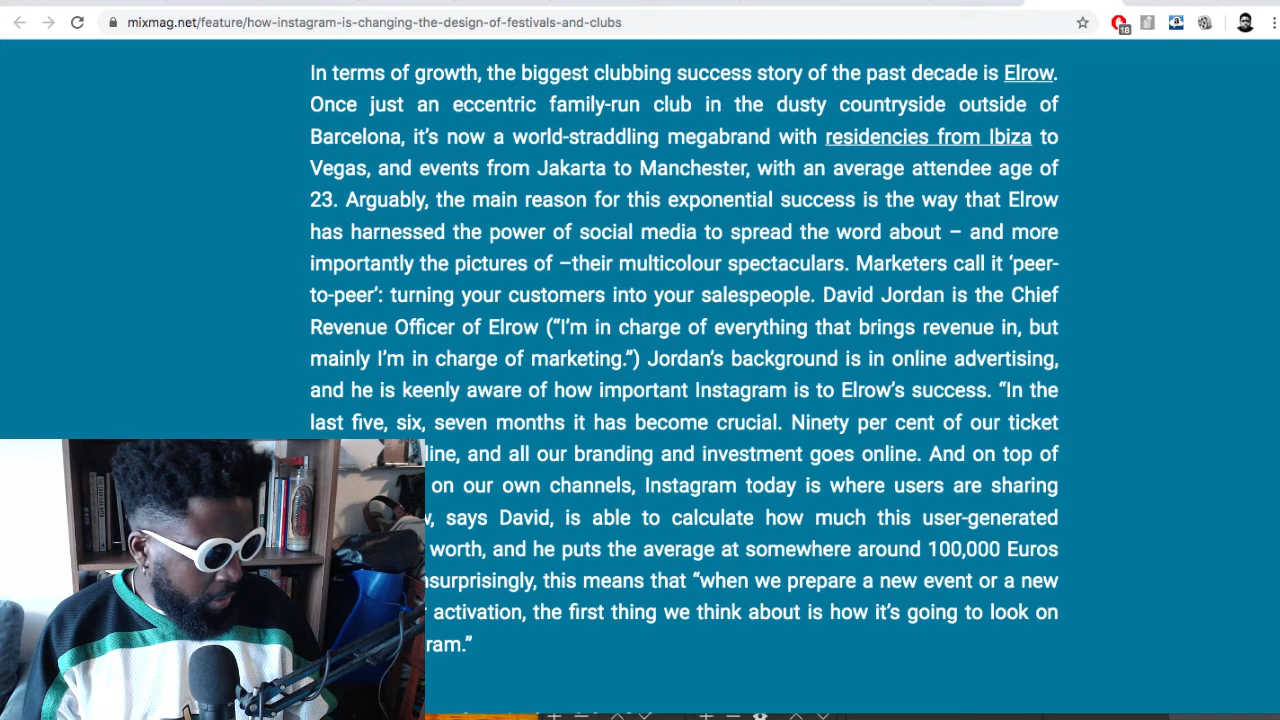 mixmag.net/feature/how-instagram-is-changing-the-design-of-festivals-and-clubs
18
In terms of growth, the biggest clubbing success story of the past decade is Elrow.
Once just an eccentric family-run club in the dusty countryside outside of
Barcelona, it’s now a world-straddling megabrand with residencies from Ibiza to
Vegas, and events from Jakarta to Manchester, with an average attendee age of
23. Arguably, the main reason for this exponential success is the way that Elrow
has harnessed the power of social media to spread the word about – and more
importantly the pictures of –their multicolour spectaculars. Marketers call it ‘peer-
to-peer’: turning your customers into your salespeople. David Jordan is the Chief
Revenue Officer of Elrow (“I’m in charge of everything that brings revenue in, but
mainly I’m in charge of marketing.”) Jordan’s background is in online advertising,
and he is keenly aware of how important Instagram is to Elrow’s success. “In the
last five, six, seven months it has become crucial. Ninety per cent of our ticket
line, and all our branding and investment goes online. And on top of
on our own channels, Instagram today is where users are sharing
says David, is able to calculate how much this user-generated
worth, and he puts the average at somewhere around 100,000 Euros
nsurprisingly, this means that “when we prepare a new event or a new
activation, the first thing we think about is how it’s going to look on
ram.”